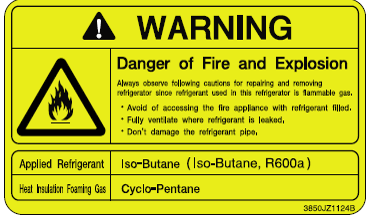 WARNING
Danger of Fire and Explosion
Always observe following cautions for repairing and removing
refrigerator since refrigerant used in this refrigerator is flammable gas.
· Avoid of accessing the fire appliance with refrigerant filled.
· Fully ventilate where refrigerant is leaked.
· Don't damage the refrigerant pipe.
Applied Refrigerant Iso-Butane (Iso-Butane, R600a)
Heat Insulation Foaming Gas Cyclo-Pentane
3850JZ1124B